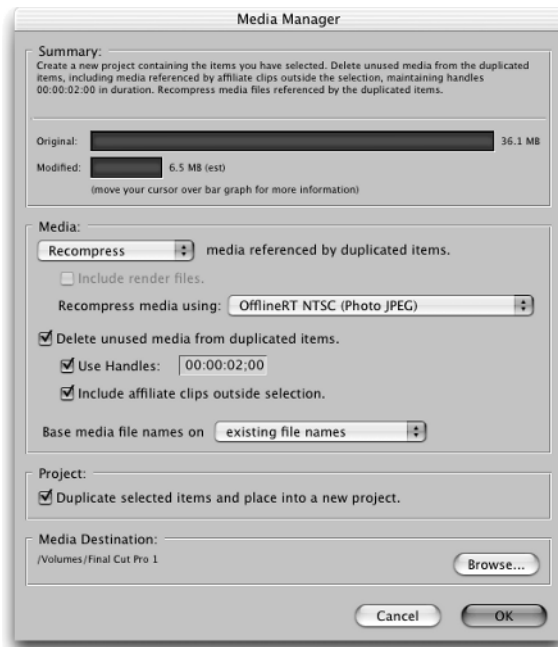 Media Manager
Summary:
Create a new project containing the items you have selected. Delete unused media from the duplicated
items, including media referenced by affiliate clips outside the selection, maintaining handles
00:00:02:00 in duration. Recompress media files referenced by the duplicated items.
Original: 36.1 MB
Modified: 6.5 MB (est)
(move your cursor over bar graph for more information)
Media:
Recompress media referenced by duplicated items.
Include render files.
Recompress media using: OfflineRT NTSC (Photo JPEG)
Delete unused media from duplicated items.
Use Handles: 00:00:02;00
Include affiliate clips outside selection.
Base media file names on existing file names
Project:
Duplicate selected items and place into a new project.
Media Destination:
/Volumes/Final Cut Pro 1
Browse...
Cancel OK